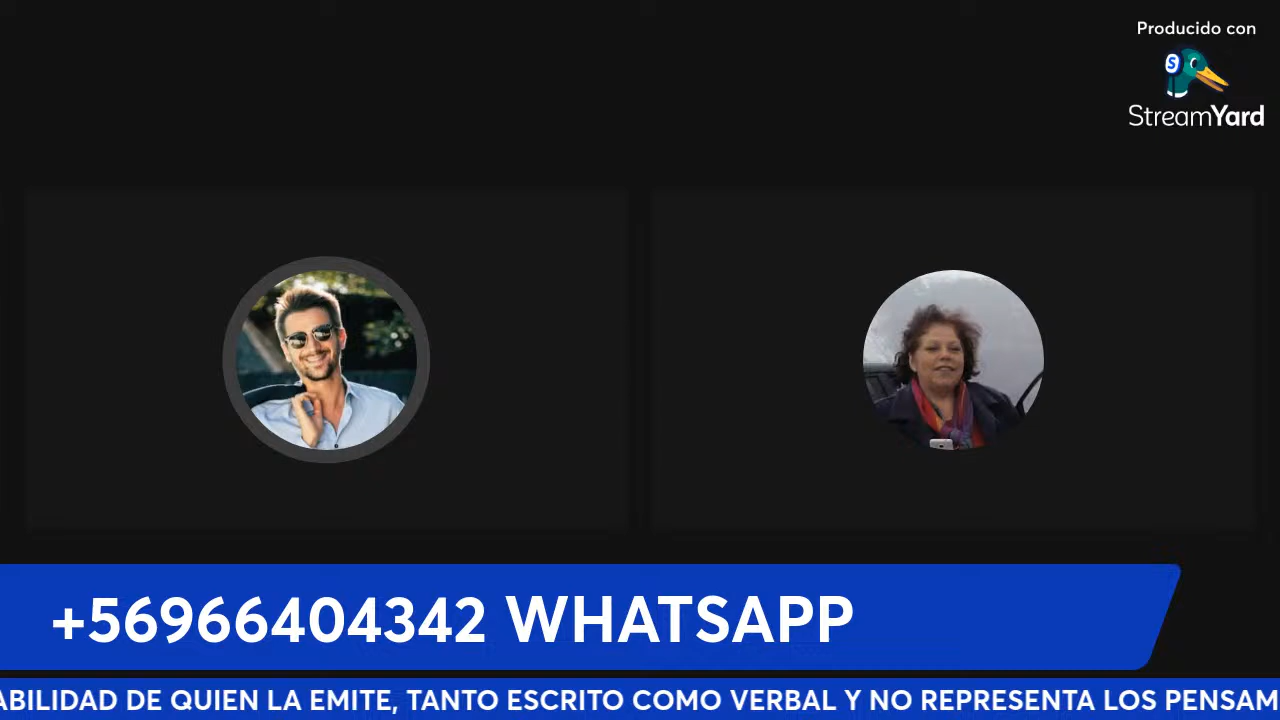 Producido con
S
StreamYard
+56966404342 WHATSAPP
ABILIDAD DE QUIEN LA EMITE, TANTO ESCRITO COMO VERBAL Y NO REPRESENTA LOS PENSAM